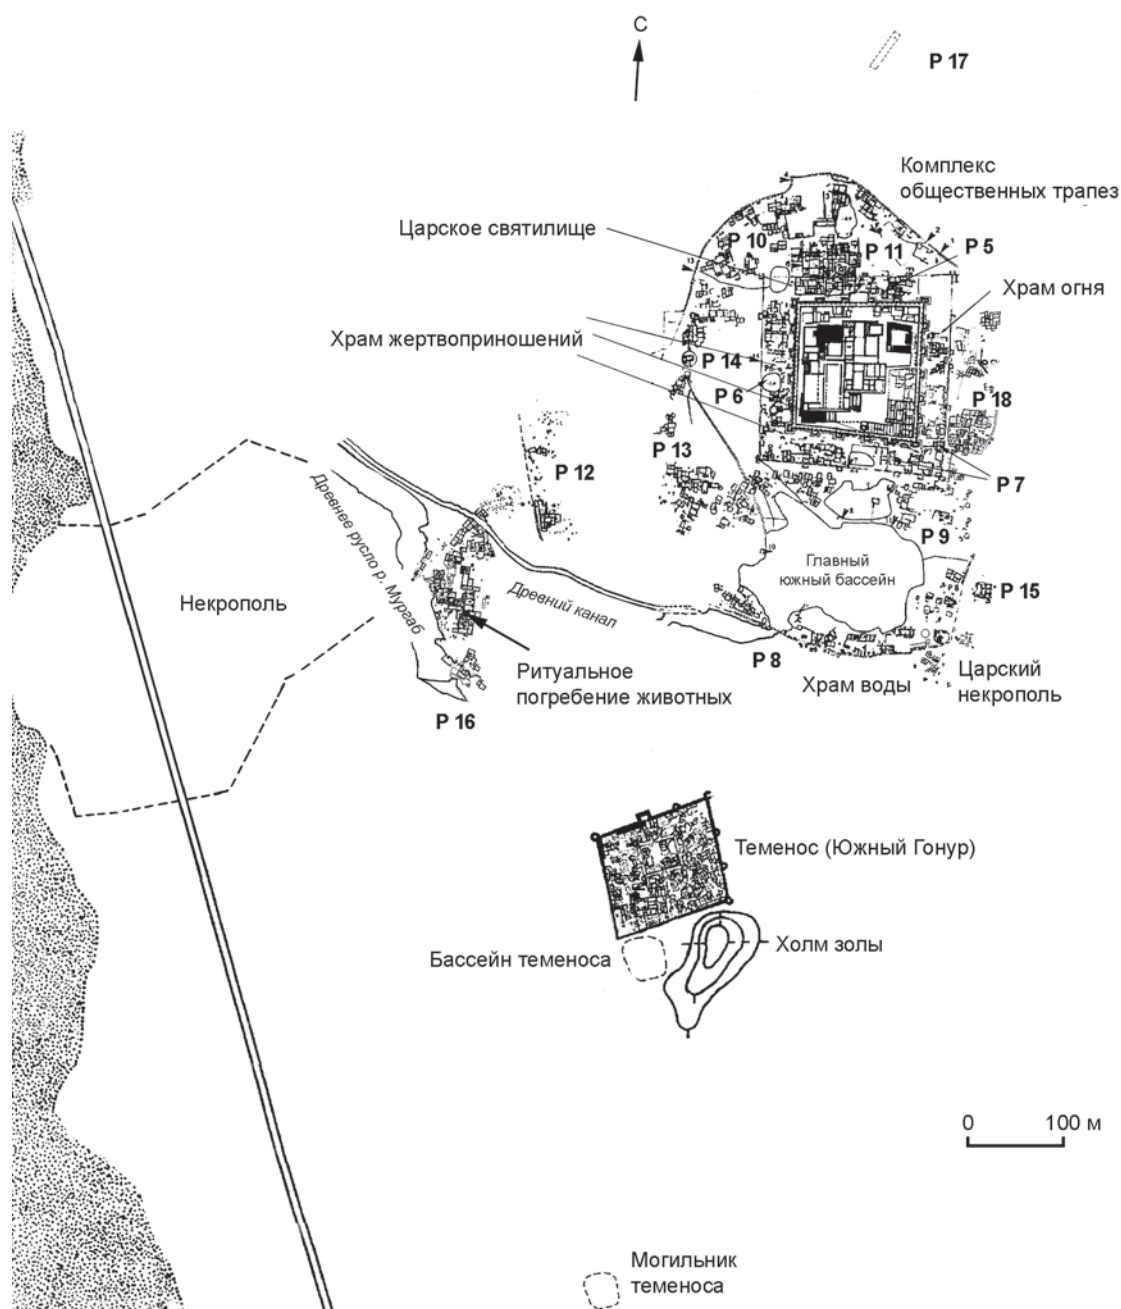 С
Р 17
Комплекс
общественных трапез
Царское святилище
Р 10
Р 11
Р 5
Храм огня
Храм жертвоприношений
Р 14
Р 6
Р 18
Р 13
Р 12
Р 7
Р 9
Древнее русло р. Мургаб
Главный
южный бассейн
Р 15
Некрополь
Древний канал
Р 8
Храм воды
Царский
некрополь
Ритуальное
погребение животных
Р 16
Теменос (Южный Гонур)
Бассейн теменоса
Холм золы
0 100 м
Могильник
теменоса